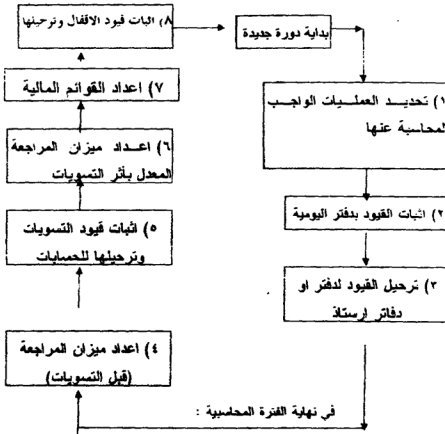 بداية دورة جديدة
١) تحديد العمليات الواجب
المحاسبة عنها
٢) اثبات القيود بدفتر اليومية
٣) ترحيل القيود لدفتر او
دفاتر ارستاذ
في نهاية الفترة المحاسبية :
٤) اعداد ميزان المراجعة
(قبل التسويات)
٥) اثبات قيود التسويات
وترحيلها للحسابات
٦) اعداد ميزان المراجعة
المعدل بأثر التسويات
٧) اعداد القوائم المالية
٨) اثبات قيود الاقفال وترحيلها